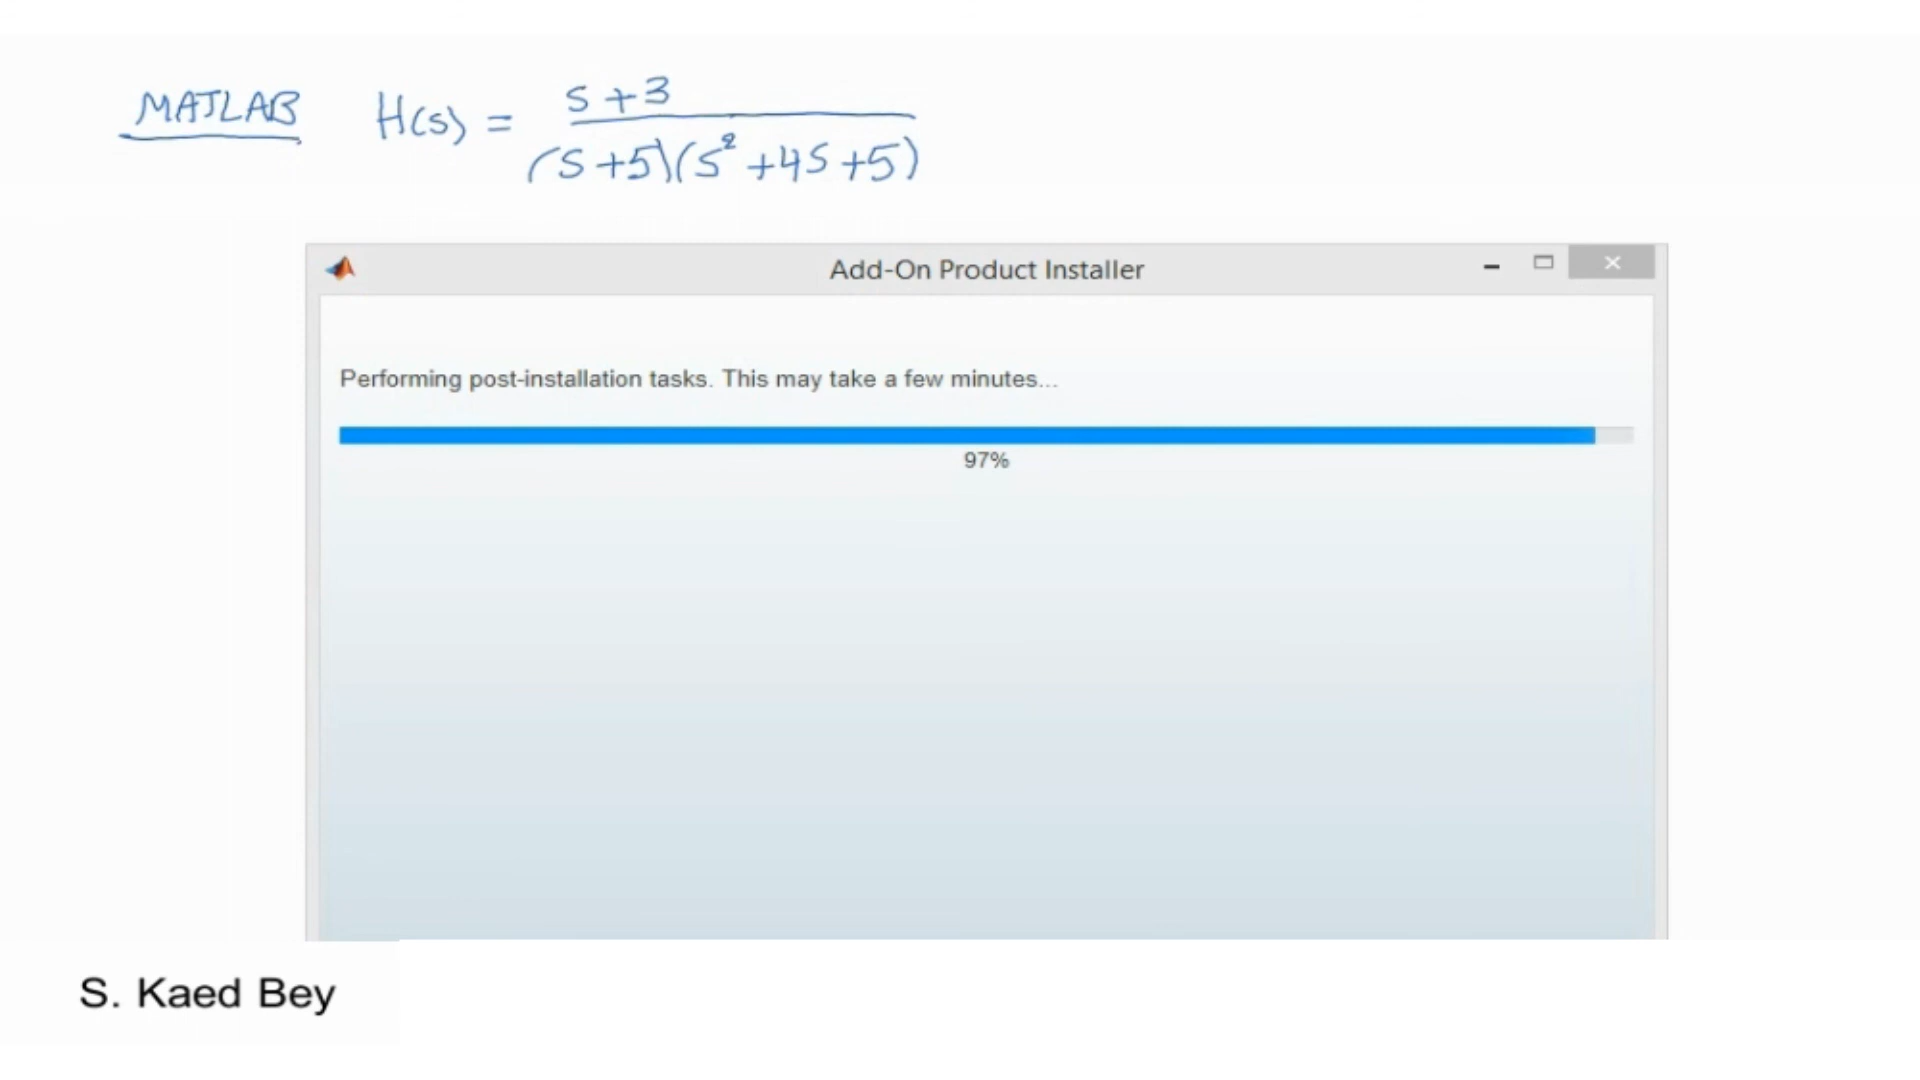 MATLAB H(s) = s+3
(s+5)(s²+4s+5)
Add-On Product Installer
Performing post-installation tasks. This may take a few minutes...
97%
S. Kaed Bey